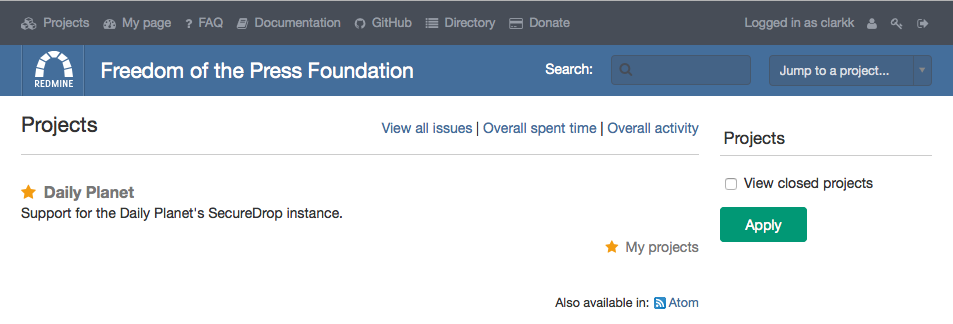 Projects My page ? FAQ Documentation GitHub Directory Donate Logged in as clarkk
REDMINE Freedom of the Press Foundation Search: Jump to a project...
Projects View all issues | Overall spent time | Overall activity
Projects
View closed projects
Daily Planet
Support for the Daily Planet's SecureDrop instance.
Apply
My projects
Also available in: Atom